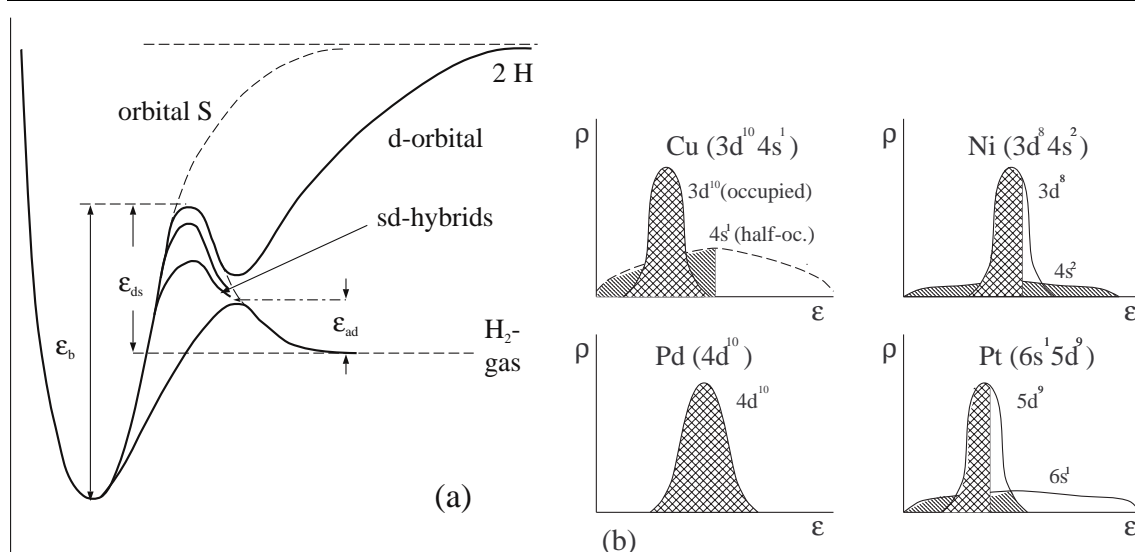 2 H
orbital S
d-orbital
sd-hybrids
ε_ds
ε_ad
ε_b
H₂-
gas
(a)
ρ
Cu (3d¹⁰4s¹)
3d¹⁰(occupied)
4s¹(half-oc.)
ε
ρ
Ni (3d⁸4s²)
3d⁸
4s²
ε
ρ
Pd (4d¹⁰)
4d¹⁰
ε
ρ
Pt (6s¹5d⁹)
5d⁹
6s¹
ε
(b)